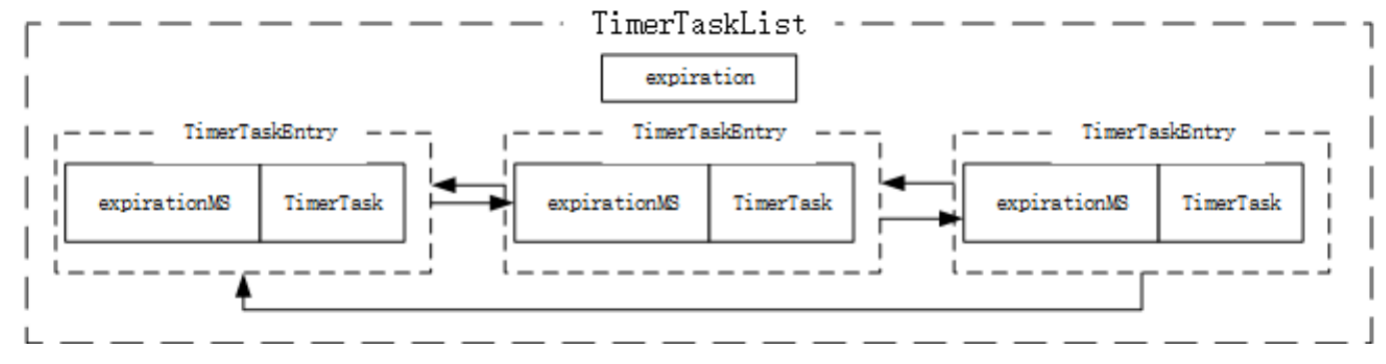 TimerTaskList
expiration
TimerTaskEntry TimerTaskEntry TimerTaskEntry
expirationMS TimerTask expirationMS TimerTask expirationMS TimerTask